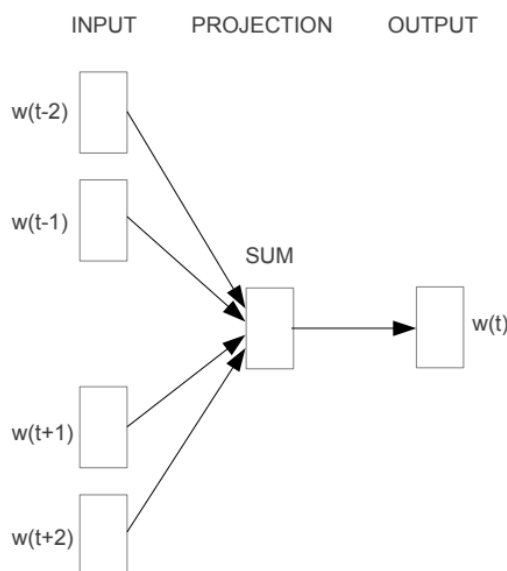 INPUT PROJECTION OUTPUT
w(t-2)
w(t-1)
SUM
w(t)
w(t+1)
w(t+2)